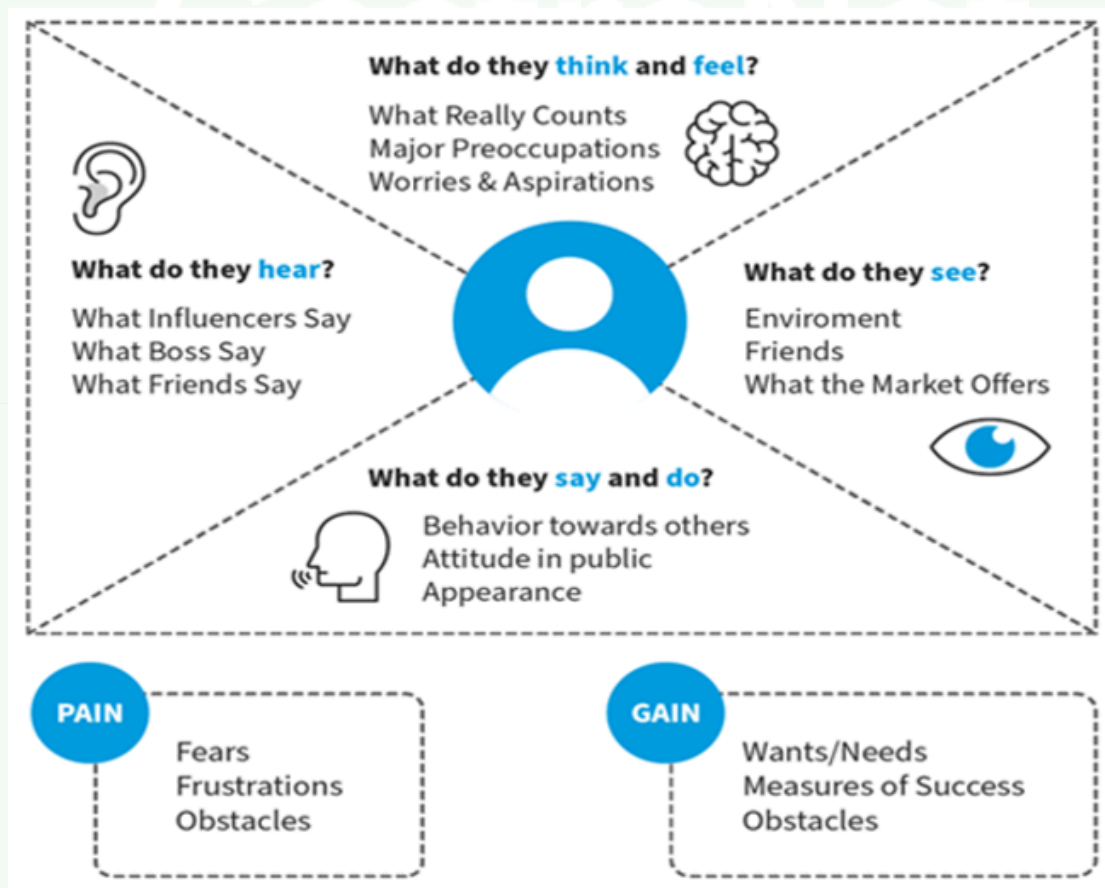 What do they think and feel?
What Really Counts
Major Preoccupations
Worries & Aspirations
What do they hear?
What Influencers Say
What Boss Say
What Friends Say
What do they see?
Enviroment
Friends
What the Market Offers
What do they say and do?
Behavior towards others
Attitude in public
Appearance
PAIN
Fears
Frustrations
Obstacles
GAIN
Wants/Needs
Measures of Success
Obstacles